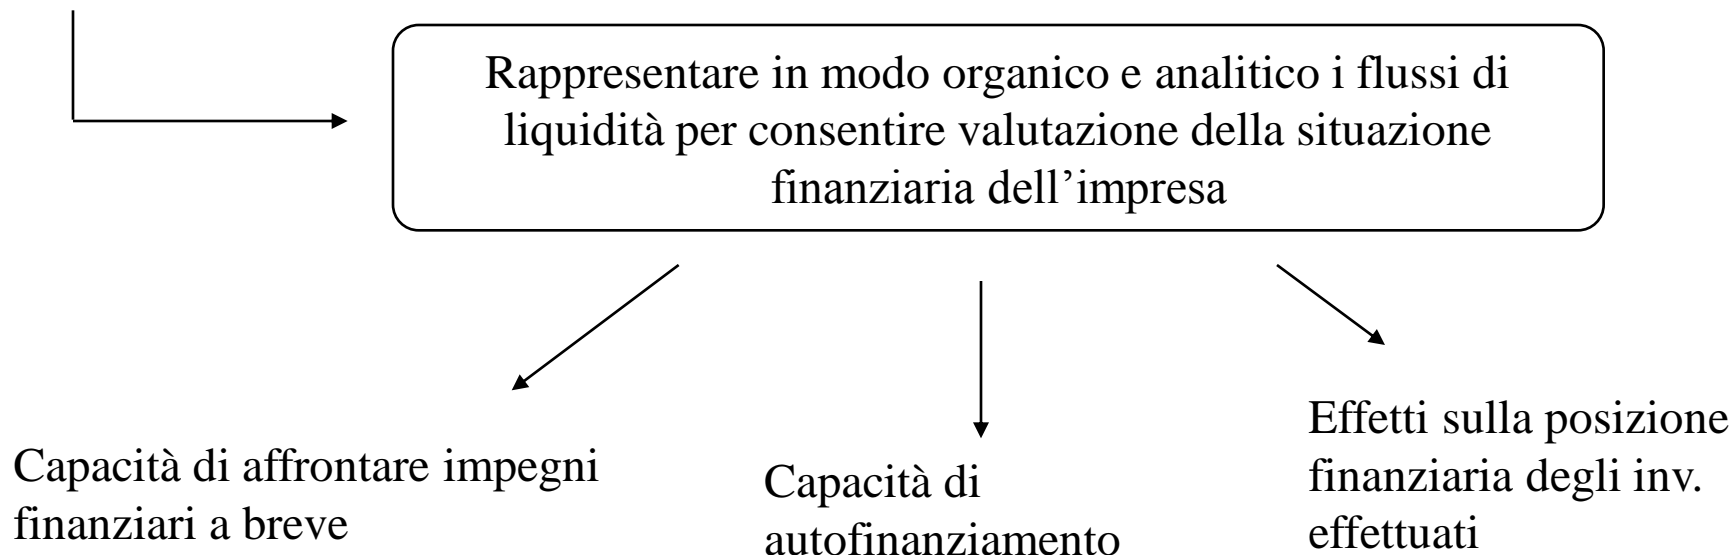 Rappresentare in modo organico e analitico i flussi di
liquidità per consentire valutazione della situazione
finanziaria dell’impresa
Capacità di affrontare impegni
finanziari a breve
Capacità di
autofinanziamento
Effetti sulla posizione
finanziaria degli inv.
effettuati